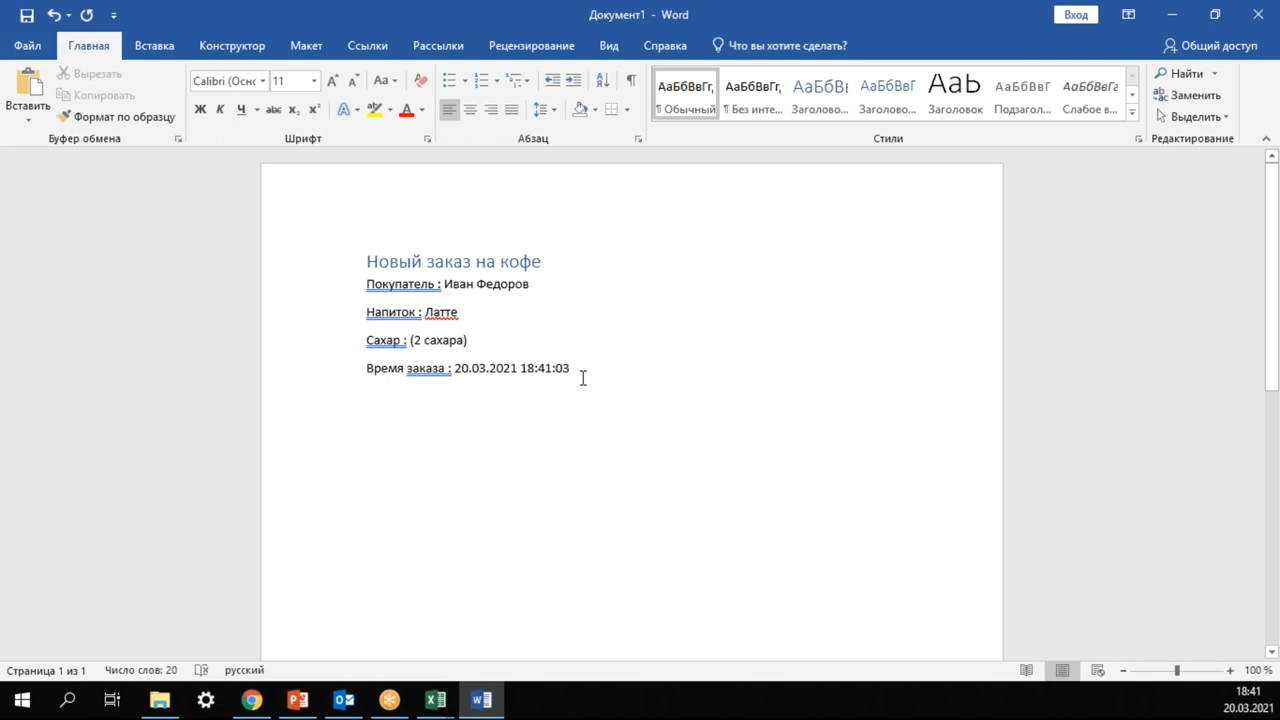 Документ1 - Word
Вход
Файл Главная Вставка Конструктор Макет Ссылки Рассылки Рецензирование Вид Справка Что вы хотите сделать? Общий доступ
Вставить
Вырезать
Копировать
Формат по образцу
Буфер обмена
Calibri (Оснс 11
Шрифт
Абзац
АаБбВвГг, АаБбВвГг, АаБбВı АаБбВвГ АаЬ АаБбВвГ АаБбВвГг
¶ Обычный ¶ Без инте... Заголово... Заголово... Заголовок Подзагол... Слабое в...
Стили
Найти
Заменить
Выделить
Редактирование
Новый заказ на кофе
Покупатель : Иван Федоров
Напиток : Латте
Сахар : (2 сахара)
Время заказа : 20.03.2021 18:41:03
Страница 1 из 1 Число слов: 20 русский 100 %
18:41
20.03.2021